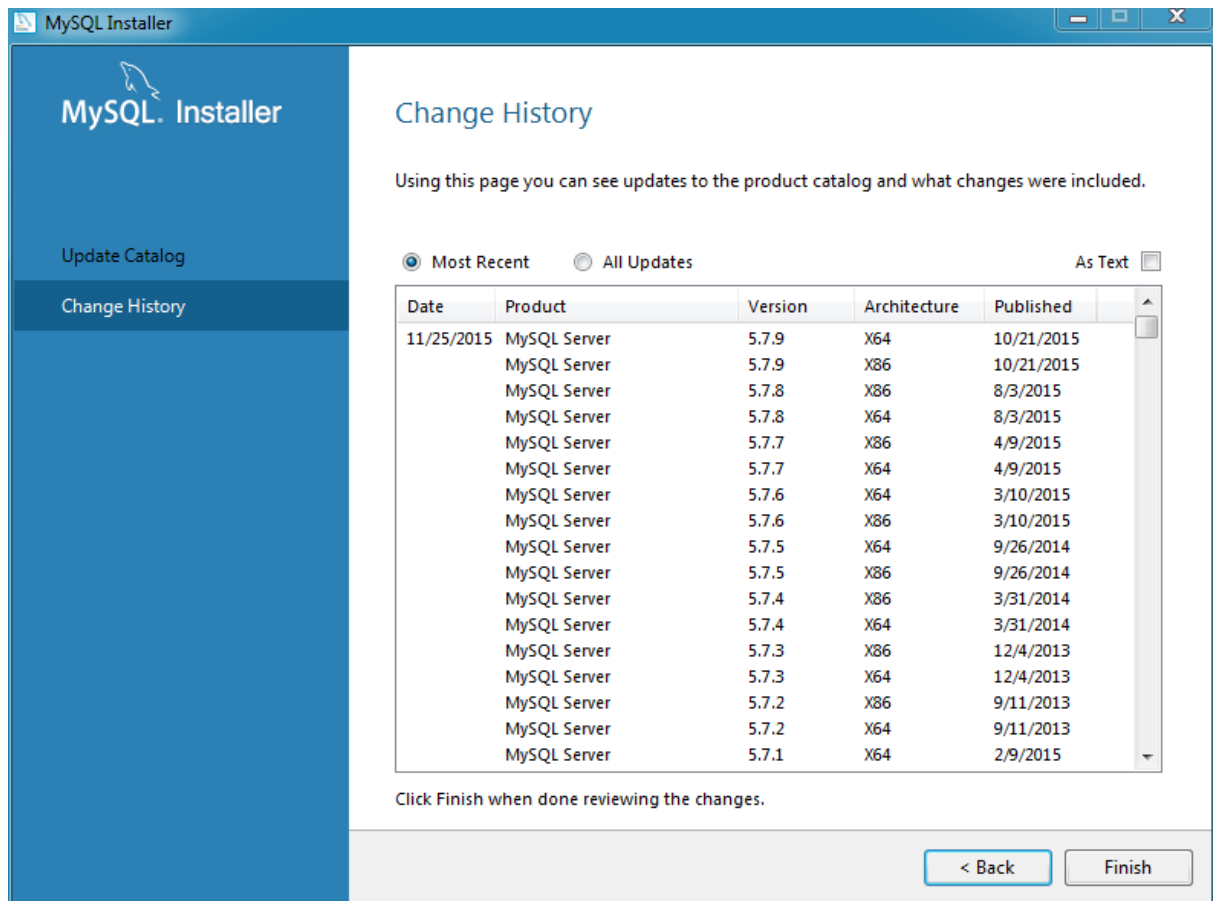 MySQL Installer
MySQL. Installer
Update Catalog
Change History
Change History
Using this page you can see updates to the product catalog and what changes were included.
Most Recent All Updates As Text
Date Product Version Architecture Published
11/25/2015 MySQL Server 5.7.9 X64 10/21/2015
MySQL Server 5.7.9 X86 10/21/2015
MySQL Server 5.7.8 X86 8/3/2015
MySQL Server 5.7.8 X64 8/3/2015
MySQL Server 5.7.7 X86 4/9/2015
MySQL Server 5.7.7 X64 4/9/2015
MySQL Server 5.7.6 X64 3/10/2015
MySQL Server 5.7.6 X86 3/10/2015
MySQL Server 5.7.5 X64 9/26/2014
MySQL Server 5.7.5 X86 9/26/2014
MySQL Server 5.7.4 X86 3/31/2014
MySQL Server 5.7.4 X64 3/31/2014
MySQL Server 5.7.3 X86 12/4/2013
MySQL Server 5.7.3 X64 12/4/2013
MySQL Server 5.7.2 X86 9/11/2013
MySQL Server 5.7.2 X64 9/11/2013
MySQL Server 5.7.1 X64 2/9/2015
Click Finish when done reviewing the changes.
< Back Finish